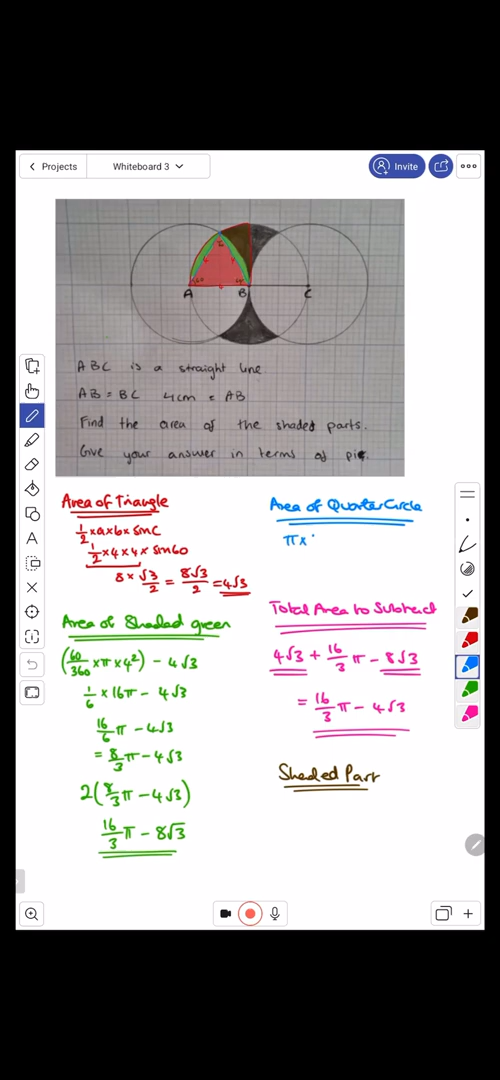 Projects
Whiteboard 3
Invite
A B C
60
ABC is a straight line
AB = BC 4cm = AB
Find the area of the shaded parts.
Give your answer in terms of pi.
Area of Triangle
½ × a × b × sin C
½ × 4 × 4 × sin 60
8 × √3/2 = 8√3/2 = 4√3
Area of Shaded green
(60/360 × π × 4²) − 4√3
1/6 × 16π − 4√3
16/6 π − 4√3
= 8/3 π − 4√3
2(8/3 π − 4√3)
16/3 π − 8√3
Area of Quarter Circle
π ×
Total Area to Subtract
4√3 + 16/3 π − 8√3
= 16/3 π − 4√3
Shaded Part
A